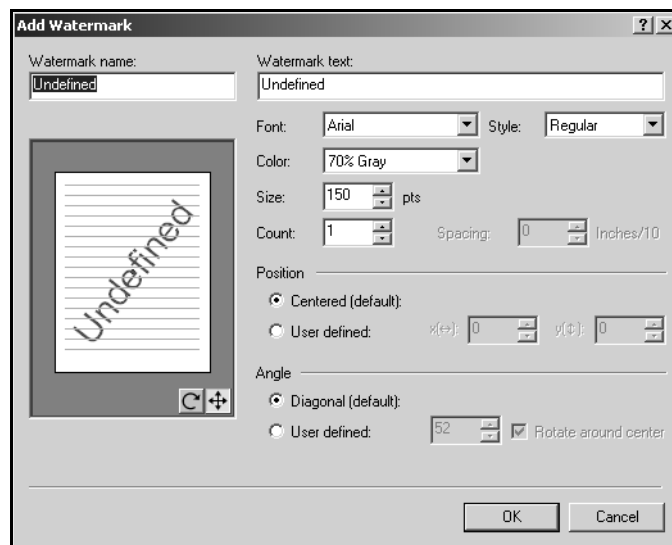 Add Watermark
Watermark name:
Undefined
Watermark text:
Undefined
Font: Arial Style: Regular
Color: 70% Gray
Size: 150 pts
Count: 1 Spacing: 0 Inches/10
Undefined
Position
Centered (default):
User defined: x(↔): 0 y(↕): 0
Angle
Diagonal (default):
User defined: 52 Rotate around center
OK Cancel